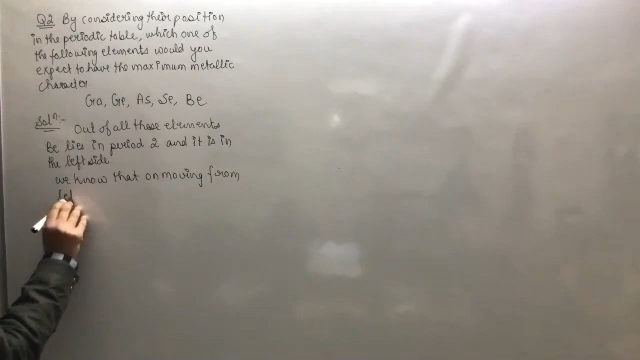 Q2 By considering their position
in the periodic table, which one of
the following elements would you
expect to have the maximum metallic
character
Ga, Ge, As, Se, Be
Solⁿ:- Out of all these elements
Be lies in period 2 and it is in
the left side.
we know that on moving from
lef